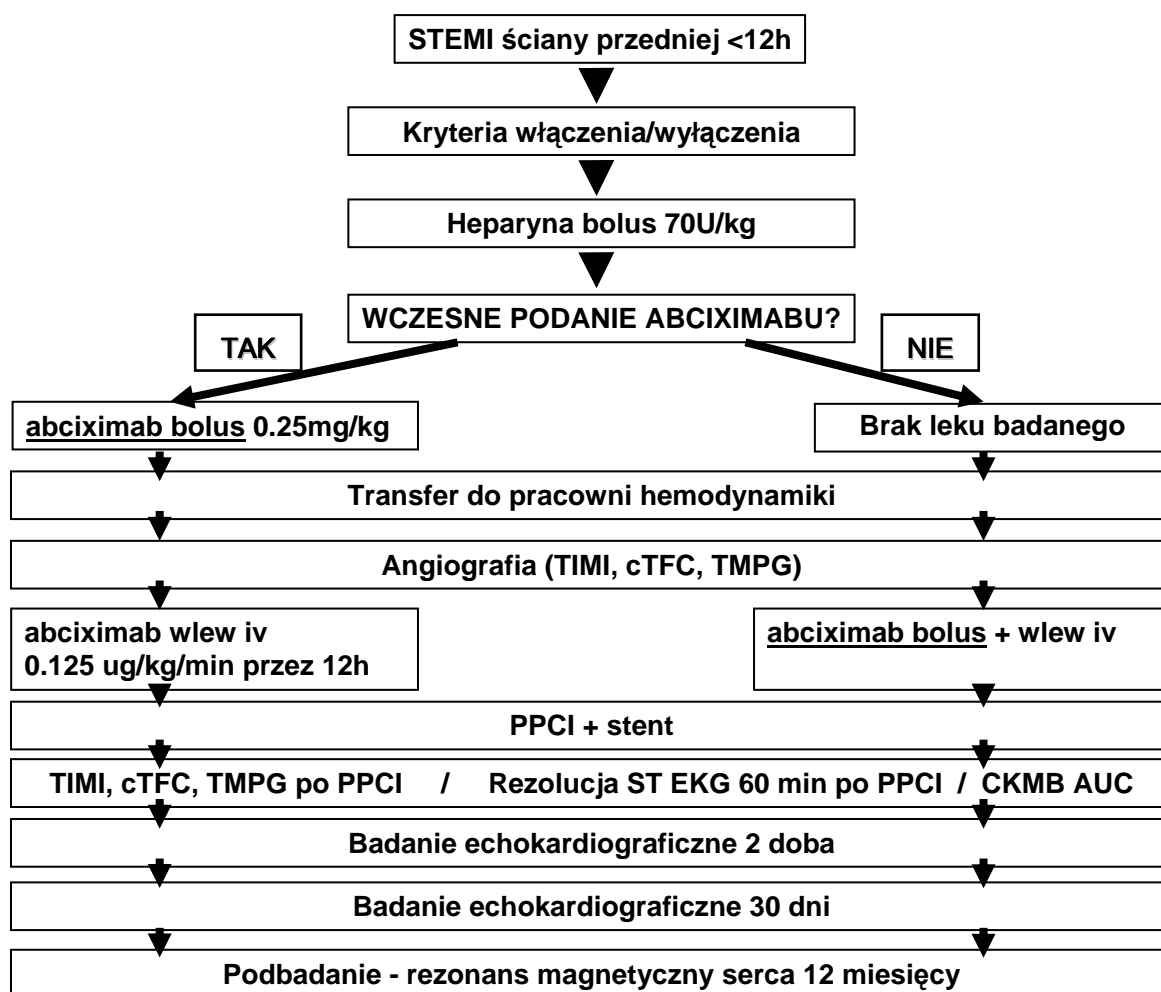 STEMI ściany przedniej <12h
Kryteria włączenia/wyłączenia
Heparyna bolus 70U/kg
WCZESNE PODANIE ABCIXIMABU?
TAK
NIE
abciximab bolus 0.25mg/kg
Brak leku badanego
Transfer do pracowni hemodynamiki
Angiografia (TIMI, cTFC, TMPG)
abciximab wlew iv
0.125 ug/kg/min przez 12h
abciximab bolus + wlew iv
PPCI + stent
TIMI, cTFC, TMPG po PPCI / Rezolucja ST EKG 60 min po PPCI / CKMB AUC
Badanie echokardiograficzne 2 doba
Badanie echokardiograficzne 30 dni
Podbadanie - rezonans magnetyczny serca 12 miesięcy